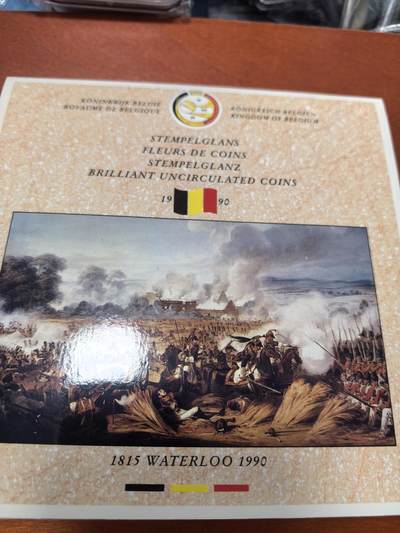 KONINKRIJK BELGIË
ROYAUME DE BELGIQUE
KÖNIGREICH BELGIEN
KINGDOM OF BELGIUM
STEMPELGLANS
FLEURS DE COINS
STEMPELGLANZ
BRILLIANT UNCIRCULATED COINS
19 90
1815 WATERLOO 1990